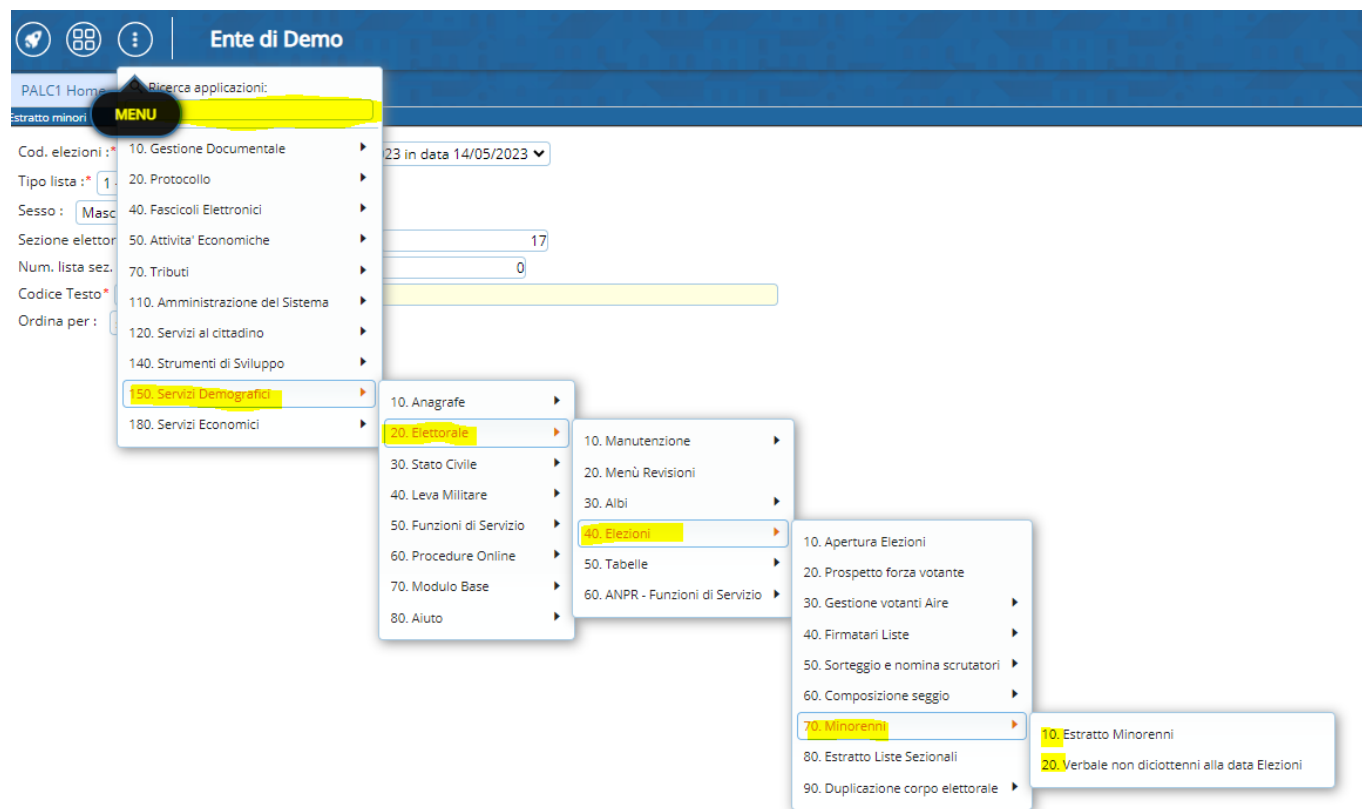 Ente di Demo
PALC1 Home
Ricerca applicazioni:
Estratto minori
MENU
Cod. elezioni :*
23 in data 14/05/2023
Tipo lista :* 1
Sesso : Masc
Sezione elettor
17
Num. lista sez.
0
Codice Testo*
Ordina per :
10. Gestione Documentale
20. Protocollo
40. Fascicoli Elettronici
50. Attivita' Economiche
70. Tributi
110. Amministrazione del Sistema
120. Servizi al cittadino
140. Strumenti di Sviluppo
150. Servizi Demografici
180. Servizi Economici
10. Anagrafe
20. Elettorale
30. Stato Civile
40. Leva Militare
50. Funzioni di Servizio
60. Procedure Online
70. Modulo Base
80. Aiuto
10. Manutenzione
20. Menù Revisioni
30. Albi
40. Elezioni
50. Tabelle
60. ANPR - Funzioni di Servizio
10. Apertura Elezioni
20. Prospetto forza votante
30. Gestione votanti Aire
40. Firmatari Liste
50. Sorteggio e nomina scrutatori
60. Composizione seggio
70. Minorenni
80. Estratto Liste Sezionali
90. Duplicazione corpo elettorale
10. Estratto Minorenni
20. Verbale non diciottenni alla data Elezioni